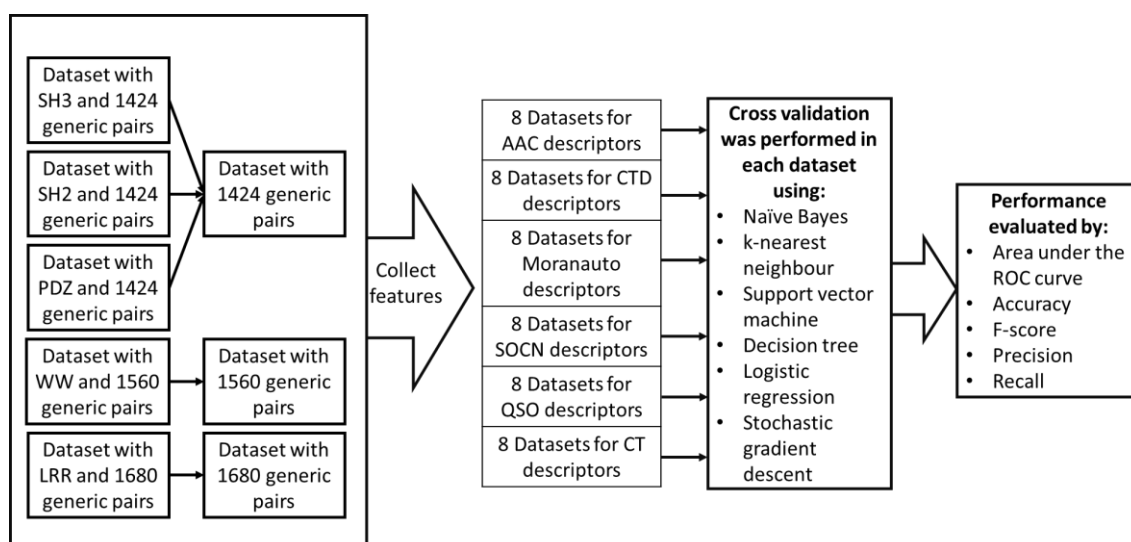 Dataset with
SH3 and 1424
generic pairs
Dataset with
SH2 and 1424
generic pairs
Dataset with
PDZ and 1424
generic pairs
Dataset with
WW and 1560
generic pairs
Dataset with
LRR and 1680
generic pairs
Dataset with
1424 generic
pairs
Dataset with
1560 generic
pairs
Dataset with
1680 generic
pairs
Collect
features
8 Datasets for
AAC descriptors
8 Datasets for CTD
descriptors
8 Datasets for
Moranauto
descriptors
8 Datasets for
SOCN descriptors
8 Datasets for
QSO descriptors
8 Datasets for CT
descriptors
Cross validation
was performed in
each dataset
using:
• Naïve Bayes
• k-nearest
neighbour
• Support vector
machine
• Decision tree
• Logistic
regression
• Stochastic
gradient
descent
Performance
evaluated by:
• Area under the
ROC curve
• Accuracy
• F-score
• Precision
• Recall